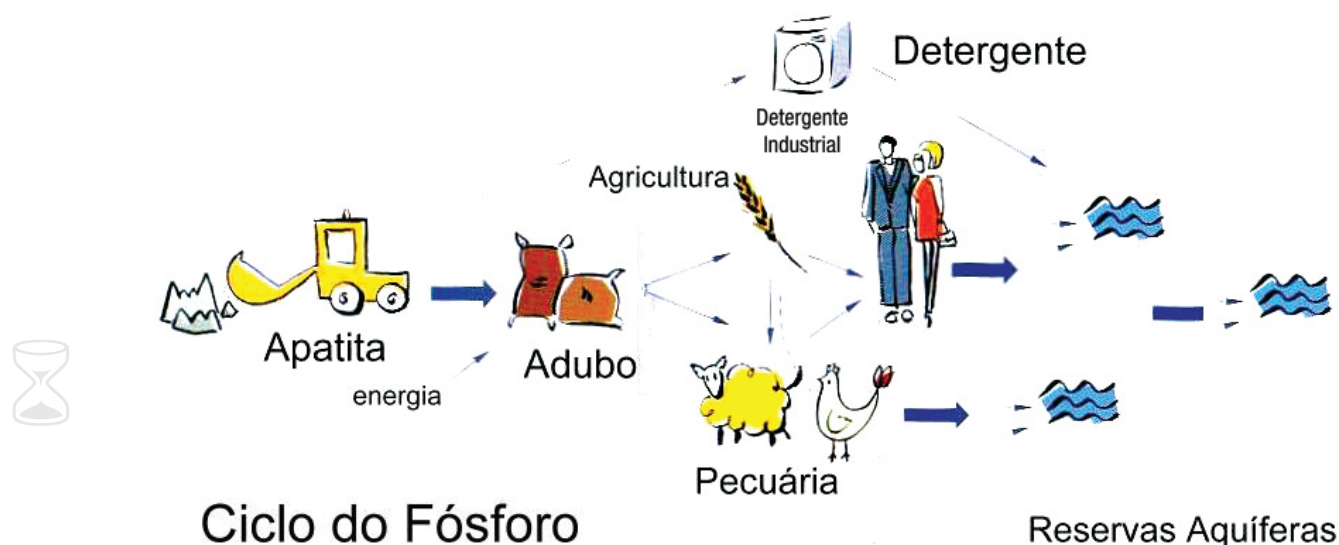 Detergente
Detergente
Industrial
Agricultura
Apatita
energia
Adubo
Pecuária
Ciclo do Fósforo
Reservas Aquíferas